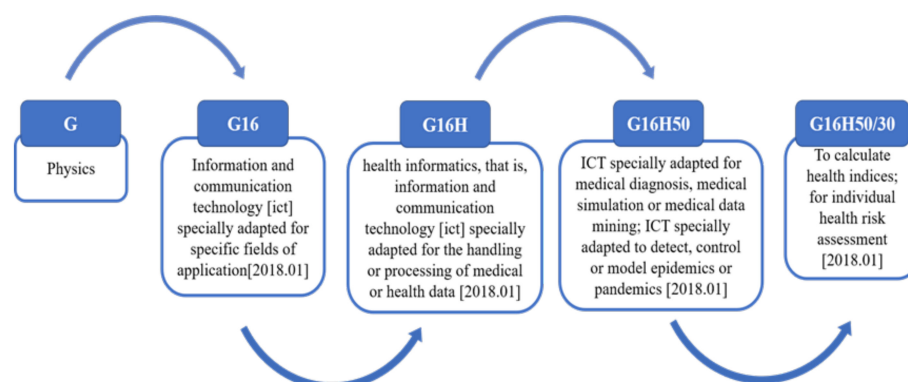 G
Physics
G16
Information and
communication
technology [ict]
specially adapted for
specific fields of
application[2018.01]
G16H
health informatics, that is,
information and
communication
technology [ict] specially
adapted for the handling
or processing of medical
or health data [2018.01]
G16H50
ICT specially adapted for
medical diagnosis, medical
simulation or medical data
mining; ICT specially
adapted to detect, control
or model epidemics or
pandemics [2018.01]
G16H50/30
To calculate
health indices;
for individual
health risk
assessment
[2018.01]